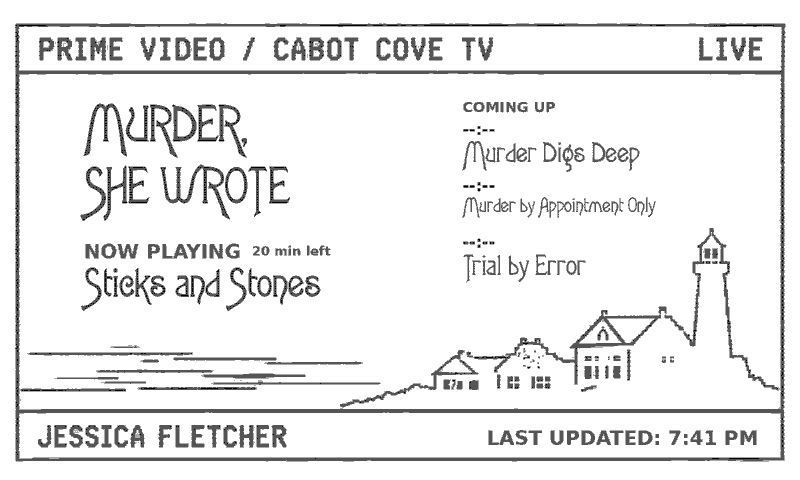 PRIME VIDEO / CABOT COVE TV
LIVE
MURDER,
SHE WROTE
NOW PLAYING 20 min left
Sticks and Stones
COMING UP
--:--
Murder Digs Deep
--:--
Murder by Appointment Only
--:--
Trial by Error
JESSICA FLETCHER
LAST UPDATED: 7:41 PM